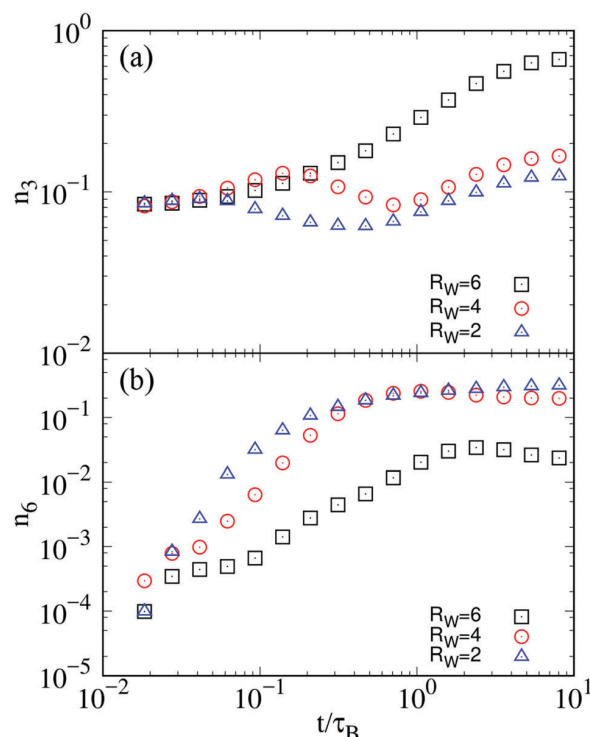 10^0
(a)
n_3
10^-1
R_W=6
R_W=4
R_W=2
10^-2
(b)
10^-1
10^-2
n_6
10^-3
10^-4
R_W=6
R_W=4
R_W=2
10^-5
10^-2 10^-1 10^0 10^1
t/τ_B